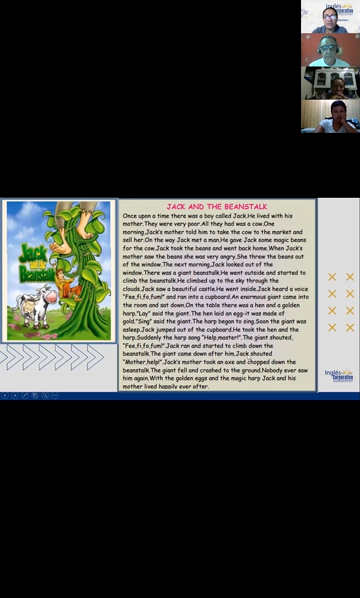 Inglés
Corporativo
Jack
Beanstalk
JACK AND THE BEANSTALK
Once upon a time there was a boy called Jack.He lived with his
mother.They were very poor.All they had was a cow.One
morning,Jack's mother told him to take the cow to the market and
sell her.On the way Jack met a man.He gave Jack some magic beans
for the cow.Jack took the beans and went back home.When Jack's
mother saw the beans she was very angry.She threw the beans out
of the window.The next morning,Jack looked out of the
window.There was a giant beanstalk.He went outside and started to
climb the beanstalk.He climbed up to the sky through the
clouds.Jack saw a beautiful castle.He went inside.Jack heard a voice
"Fee,fi,fo,fum!" and ran into a cupboard.An enormous giant came into
the room and sat down.On the table there was a hen and a golden
harp."Lay" said the giant.The hen laid an egg-it was made of
gold."Sing" said the giant.The harp began to sing.Soon the giant was
asleep.Jack jumped out of the cupboard.He took the hen and the
harp.Suddenly the harp sang "Help,master!".The giant shouted,
"Fee,fi,fo,fum!".Jack ran and started to climb down the
beanstalk.The giant came down after him.Jack shouted
"Mother,help!".Jack's mother took an axe and chopped down the
beanstalk.The giant fell and crashed to the ground.Nobody ever saw
him again.With the golden eggs and the magic harp Jack and his
mother lived happily ever after.
Inglés
Corporativo